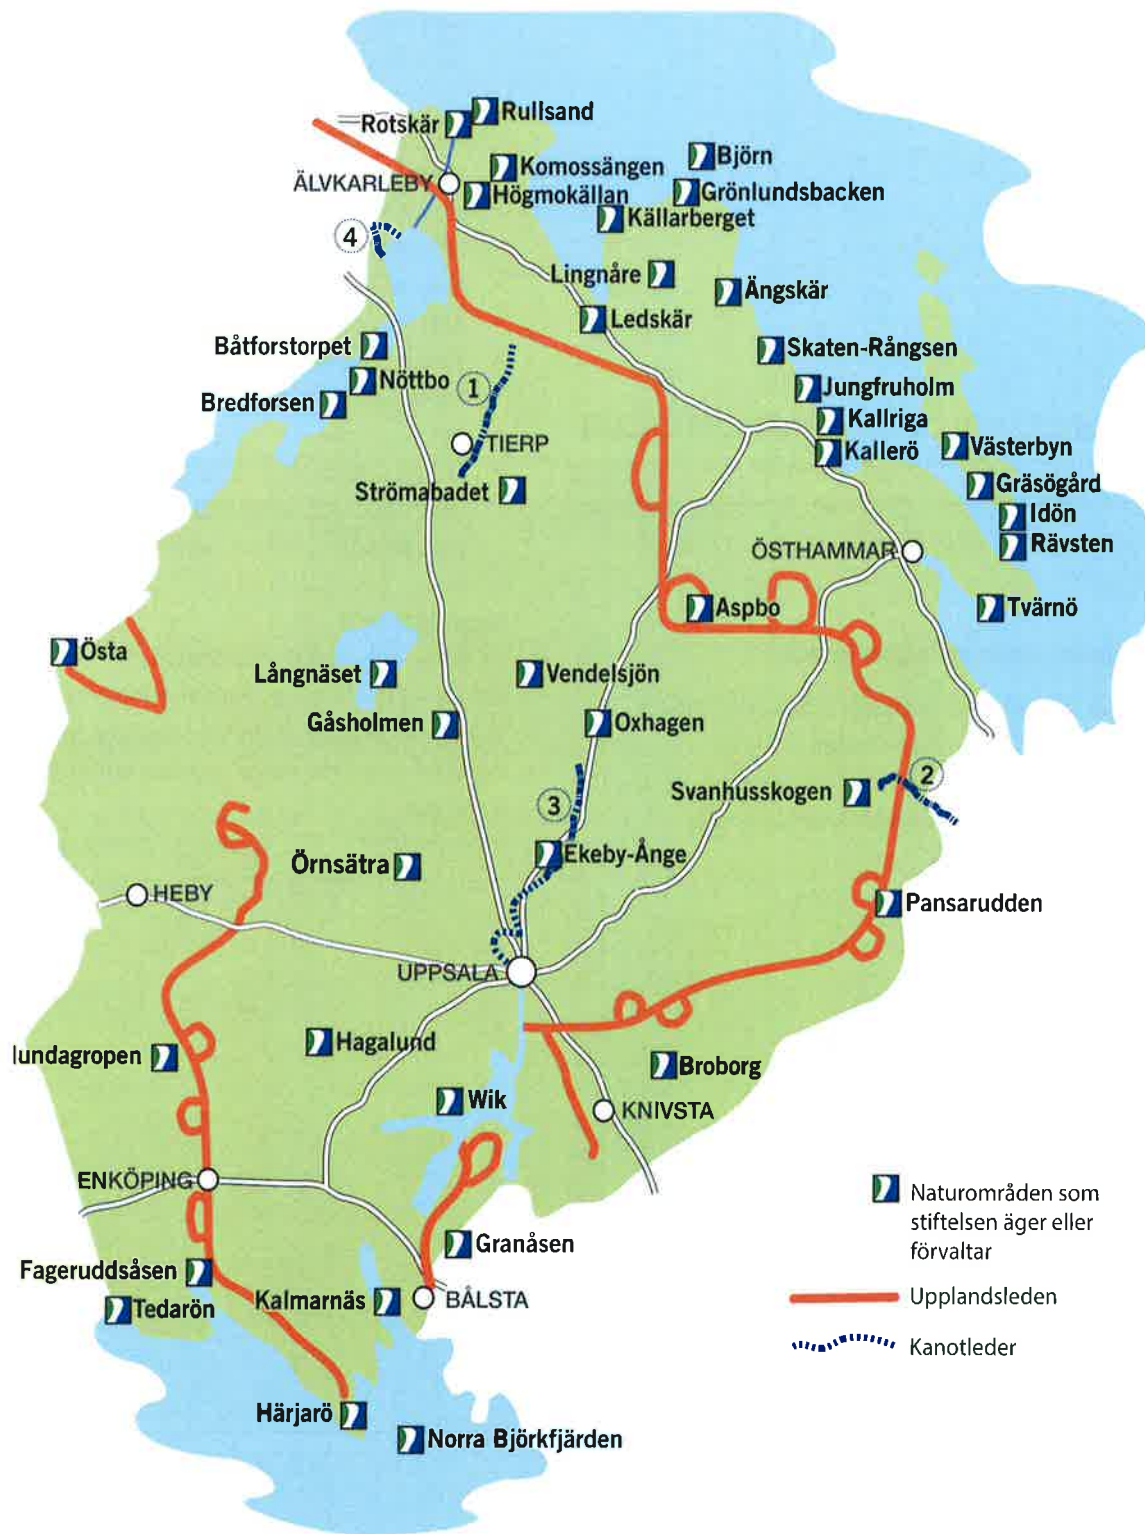 Rullsand
Rotskär
Björn
Komossängen
ÄLVKARLEBY
Högmokällan
Grönlundsbacken
Källarberget
4
Lingnåre
Ängskär
Ledskär
Båtforstorpet
Skaten-Rångsen
Nöttbo
1
Jungfruholm
Bredforsen
Kallriga
TIERP
Kallerö
Västerbyn
Strömabadet
Gräsögård
Idön
ÖSTHAMMAR
Rävsten
Aspbo
Tvärnö
Östa
Långnäset
Vendelsjön
Gåsholmen
Oxhagen
2
Svanhusskogen
3
Ekeby-Ånge
Örnsätra
HEBY
Pansarudden
UPPSALA
Hagalund
lundagropen
Broborg
Wik
KNIVSTA
ENKÖPING
Naturområden som
stiftelsen äger eller
förvaltar
Granåsen
Fageruddsåsen
Upplandsleden
Kalmarnäs
BÅLSTA
Tedarön
Kanotleder
Härjarö
Norra Björkfjärden